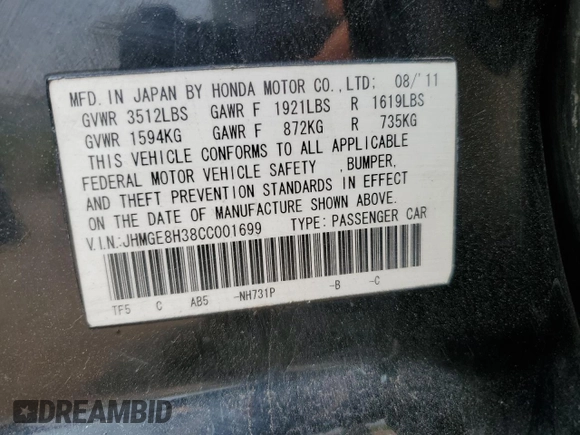 MFD. IN JAPAN BY HONDA MOTOR CO., LTD; 08/'11
GVWR 3512LBS GAWR F 1921LBS R 1619LBS
GVWR 1594KG GAWR F 872KG R 735KG
THIS VEHICLE CONFORMS TO ALL APPLICABLE
FEDERAL MOTOR VEHICLE SAFETY ,BUMPER,
AND THEFT PREVENTION STANDARDS IN EFFECT
ON THE DATE OF MANUFACTURE SHOWN ABOVE.
V.I.N:JHMGE8H38CC001699 TYPE: PASSENGER CAR
TF5 C AB5 -NH731P -B -C
DREAMBID